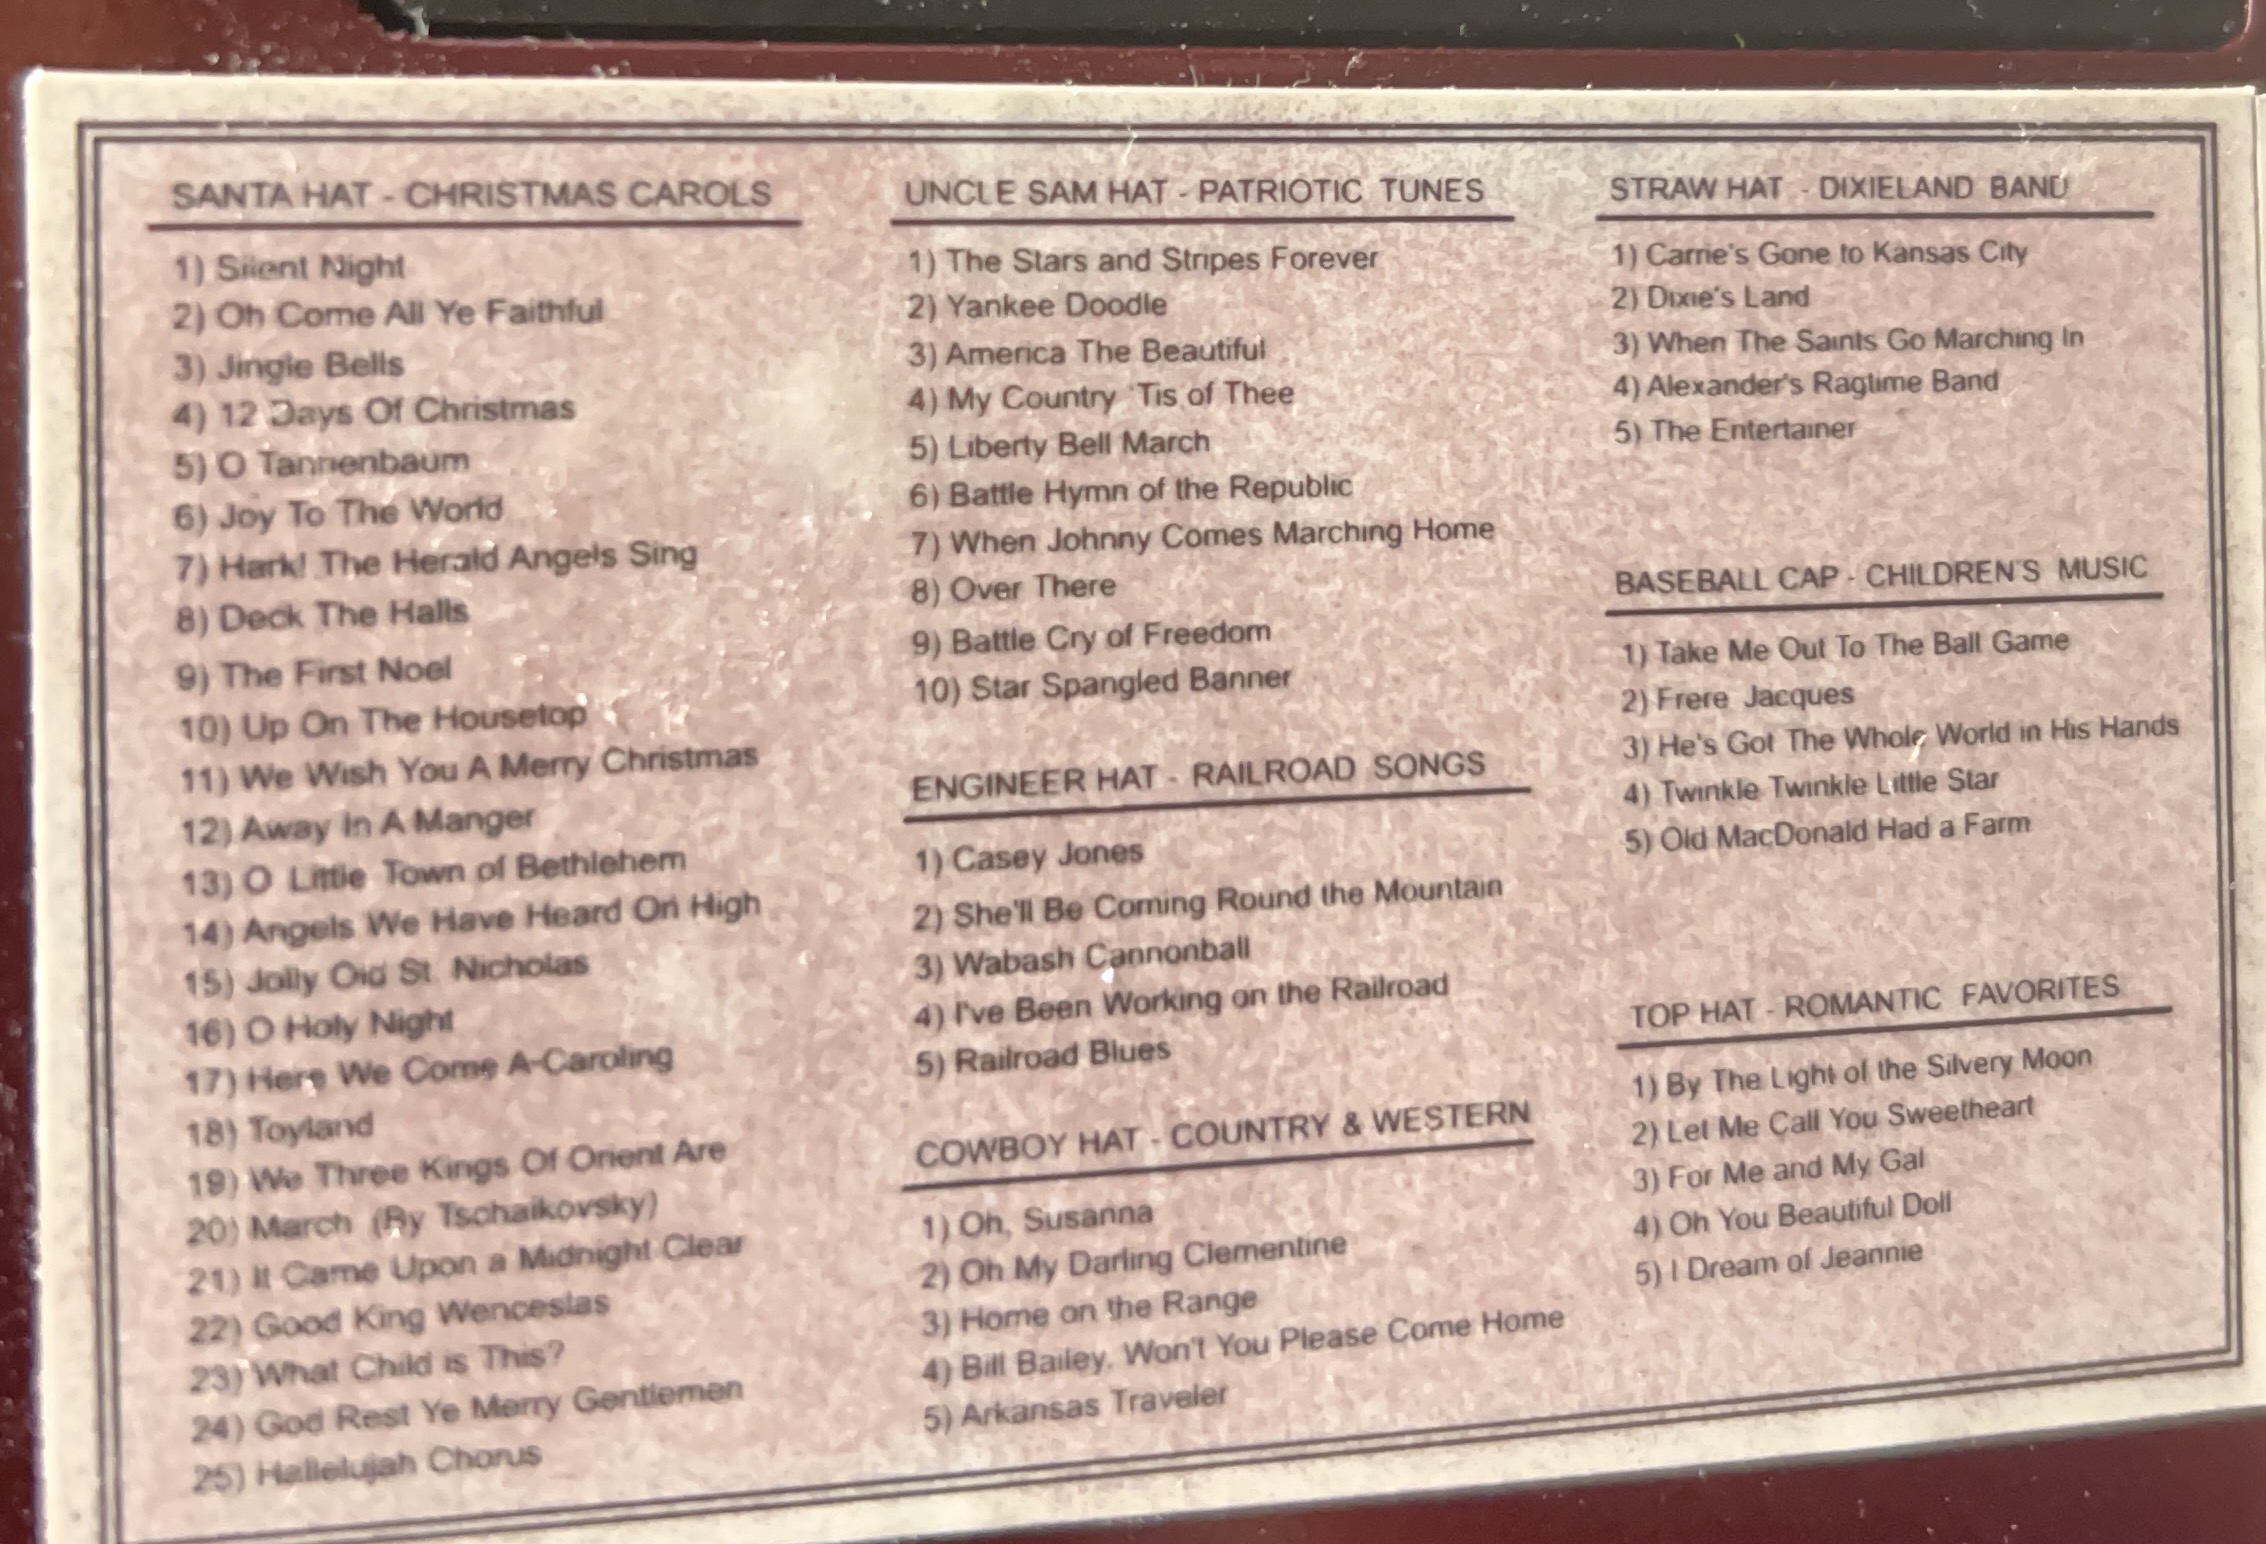 SANTA HAT - CHRISTMAS CAROLS
1) Silent Night
2) Oh Come All Ye Faithful
3) Jingle Bells
4) 12 Days Of Christmas
5) O Tannenbaum
6) Joy To The World
7) Hark! The Herald Angels Sing
8) Deck The Halls
9) The First Noel
10) Up On The Housetop
11) We Wish You A Merry Christmas
12) Away In A Manger
13) O Little Town of Bethlehem
14) Angels We Have Heard On High
15) Jolly Old St. Nicholas
16) O Holy Night
17) Here We Come A-Caroling
18) Toyland
19) We Three Kings Of Orient Are
20) March (By Tschaikovsky)
21) It Came Upon a Midnight Clear
22) Good King Wenceslas
23) What Child is This?
24) God Rest Ye Merry Gentlemen
25) Hallelujah Chorus
UNCLE SAM HAT - PATRIOTIC TUNES
1) The Stars and Stripes Forever
2) Yankee Doodle
3) America The Beautiful
4) My Country 'Tis of Thee
5) Liberty Bell March
6) Battle Hymn of the Republic
7) When Johnny Comes Marching Home
8) Over There
9) Battle Cry of Freedom
10) Star Spangled Banner
ENGINEER HAT - RAILROAD SONGS
1) Casey Jones
2) She'll Be Coming Round the Mountain
3) Wabash Cannonball
4) I've Been Working on the Railroad
5) Railroad Blues
COWBOY HAT - COUNTRY & WESTERN
1) Oh, Susanna
2) Oh My Darling Clementine
3) Home on the Range
4) Bill Bailey, Won't You Please Come Home
5) Arkansas Traveler
STRAW HAT - DIXIELAND BAND
1) Carrie's Gone to Kansas City
2) Dixie's Land
3) When The Saints Go Marching In
4) Alexander's Ragtime Band
5) The Entertainer
BASEBALL CAP - CHILDREN'S MUSIC
1) Take Me Out To The Ball Game
2) Frere Jacques
3) He's Got The Whole World in His Hands
4) Twinkle Twinkle Little Star
5) Old MacDonald Had a Farm
TOP HAT - ROMANTIC FAVORITES
1) By The Light of the Silvery Moon
2) Let Me Call You Sweetheart
3) For Me and My Gal
4) Oh You Beautiful Doll
5) I Dream of Jeannie